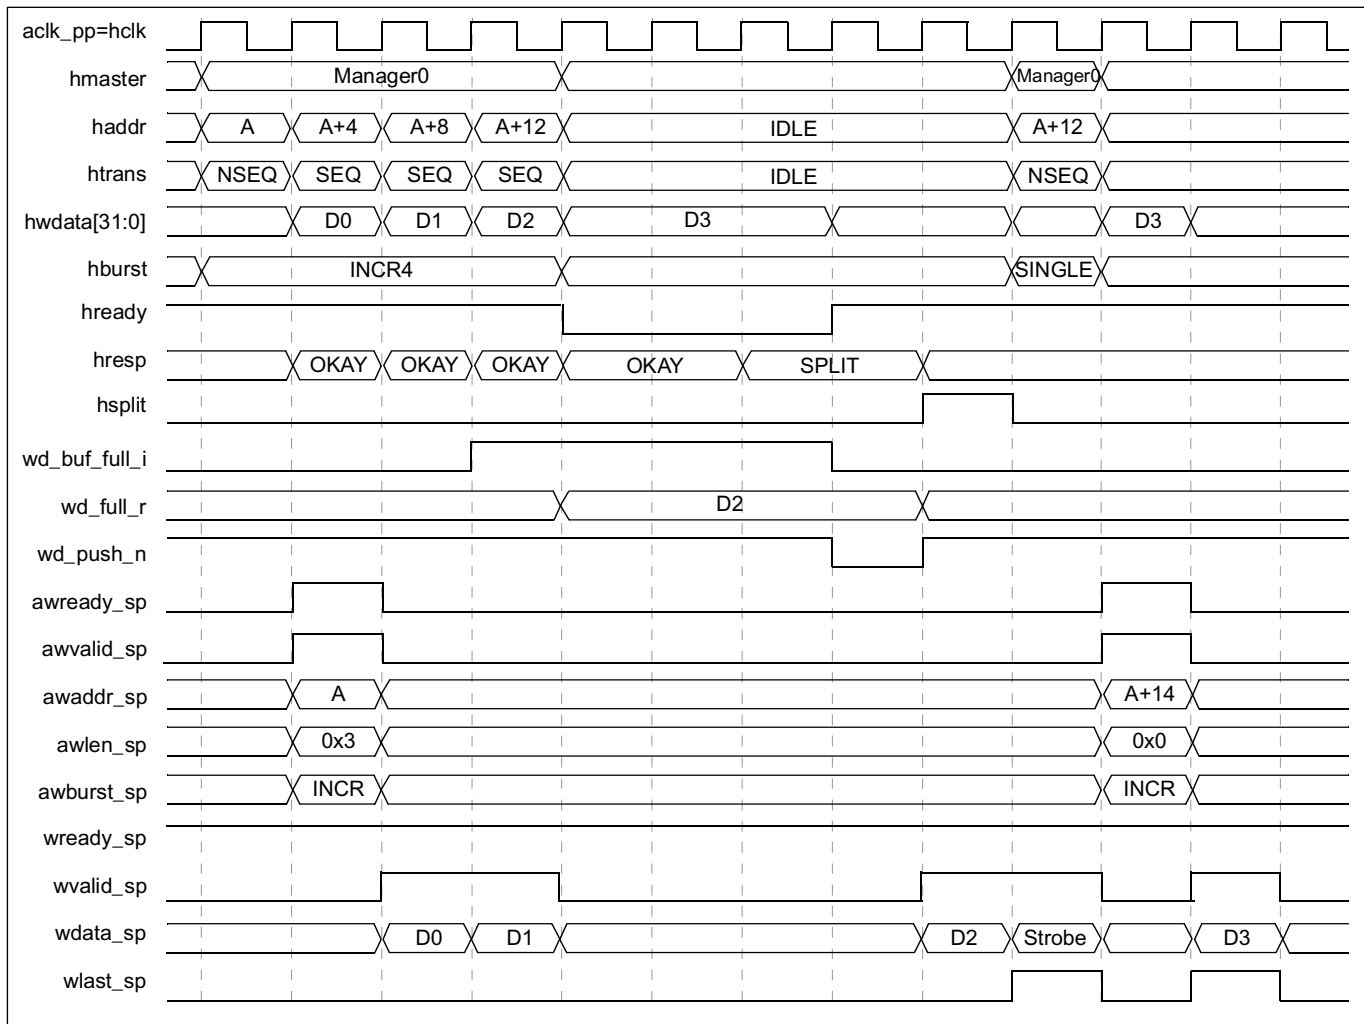 aclk_pp=hclk
hmaster Manager0 Manager0
haddr A A+4 A+8 A+12 IDLE A+12
htrans NSEQ SEQ SEQ SEQ IDLE NSEQ
hwdata[31:0] D0 D1 D2 D3 D3
hburst INCR4 SINGLE
hready
hresp OKAY OKAY OKAY OKAY SPLIT
hsplit
wd_buf_full_i
wd_full_r D2
wd_push_n
awready_sp
awvalid_sp
awaddr_sp A A+14
awlen_sp 0x3 0x0
awburst_sp INCR INCR
wready_sp
wvalid_sp
wdata_sp D0 D1 D2 Strobe D3
wlast_sp